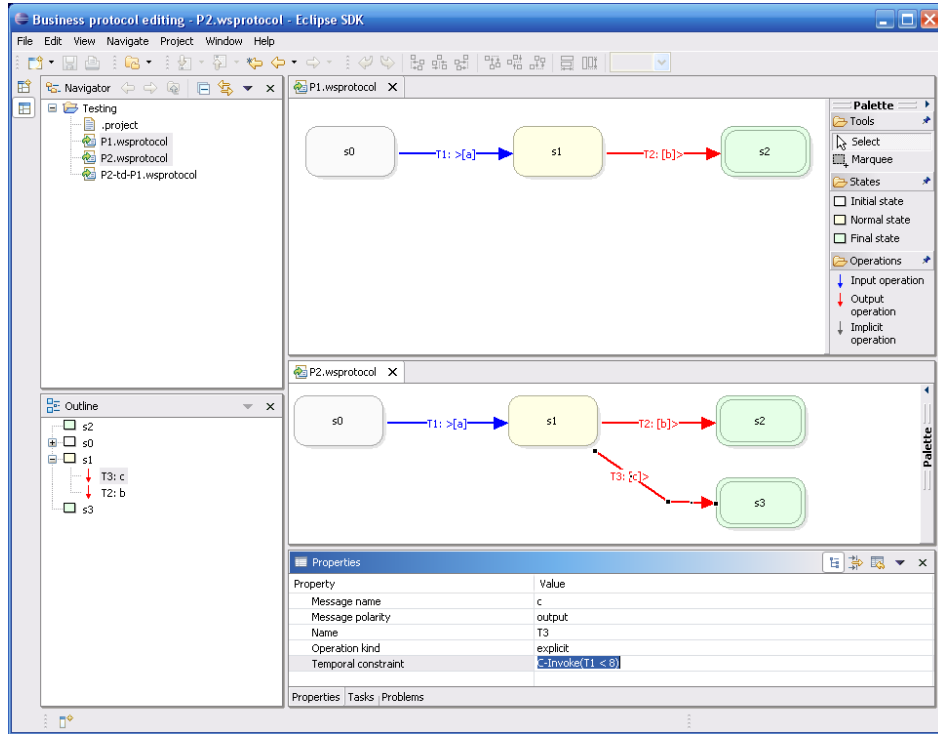 Business protocol editing - P2.wsprotocol - Eclipse SDK
File Edit View Navigate Project Window Help
Navigator
Testing
.project
P1.wsprotocol
P2.wsprotocol
P2-td-P1.wsprotocol
P1.wsprotocol
s0
T1: >[a]
s1
T2: [b]>
s2
Palette
Tools
Select
Marquee
States
Initial state
Normal state
Final state
Operations
Input operation
Output
operation
Implicit
operation
P2.wsprotocol
s0
T1: >[a]
s1
T2: [b]>
s2
T3: [c]>
s3
Palette
Outline
s2
s0
s1
T3: c
T2: b
s3
Properties
Property Value
Message name c
Message polarity output
Name T3
Operation kind explicit
Temporal constraint C-Invoke(T1 < 8)
Properties Tasks Problems